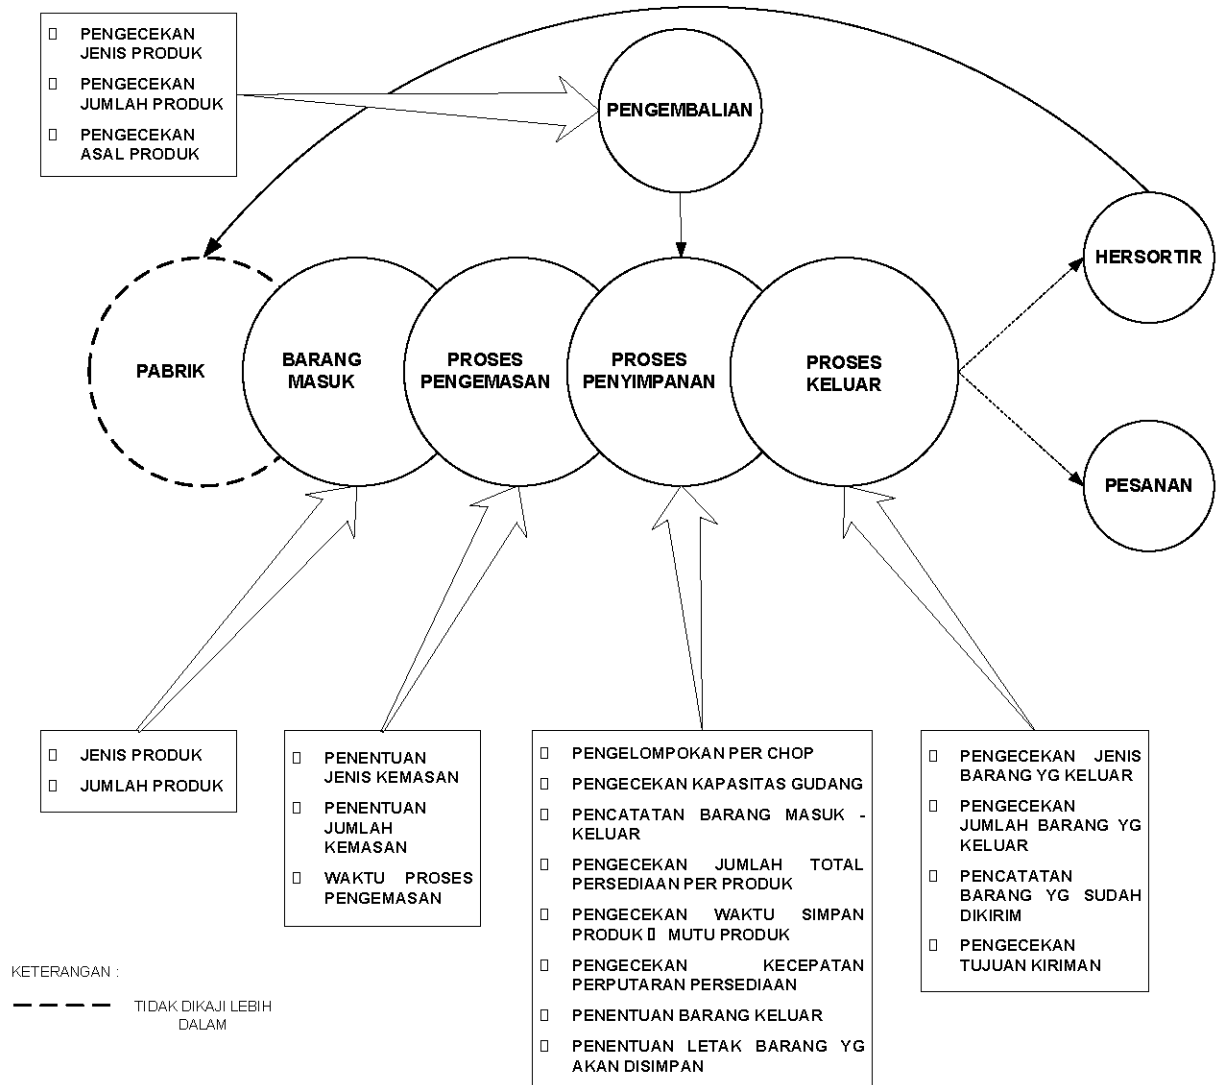 PENGECEKAN
JENIS PRODUK
PENGECEKAN
JUMLAH PRODUK
PENGECEKAN
ASAL PRODUK
PENGEMBALIAN
HERSORTIR
PABRIK
BARANG
MASUK
PROSES
PENGEMASAN
PROSES
PENYIMPANAN
PROSES
KELUAR
PESANAN
JENIS PRODUK
JUMLAH PRODUK
PENENTUAN
JENIS KEMASAN
PENENTUAN
JUMLAH
KEMASAN
WAKTU PROSES
PENGEMASAN
PENGELOMPOKAN PER CHOP
PENGECEKAN KAPASITAS GUDANG
PENCATATAN BARANG MASUK -
KELUAR
PENGECEKAN JUMLAH TOTAL
PERSEDIAAN PER PRODUK
PENGECEKAN WAKTU SIMPAN
PRODUK MUTU PRODUK
PENGECEKAN KECEPATAN
PERPUTARAN PERSEDIAAN
PENENTUAN BARANG KELUAR
PENENTUAN LETAK BARANG YG
AKAN DISIMPAN
PENGECEKAN JENIS
BARANG YG KELUAR
PENGECEKAN
JUMLAH BARANG YG
KELUAR
PENCATATAN
BARANG YG SUDAH
DIKIRIM
PENGECEKAN
TUJUAN KIRIMAN
KETERANGAN :
TIDAK DIKAJI LEBIH
DALAM